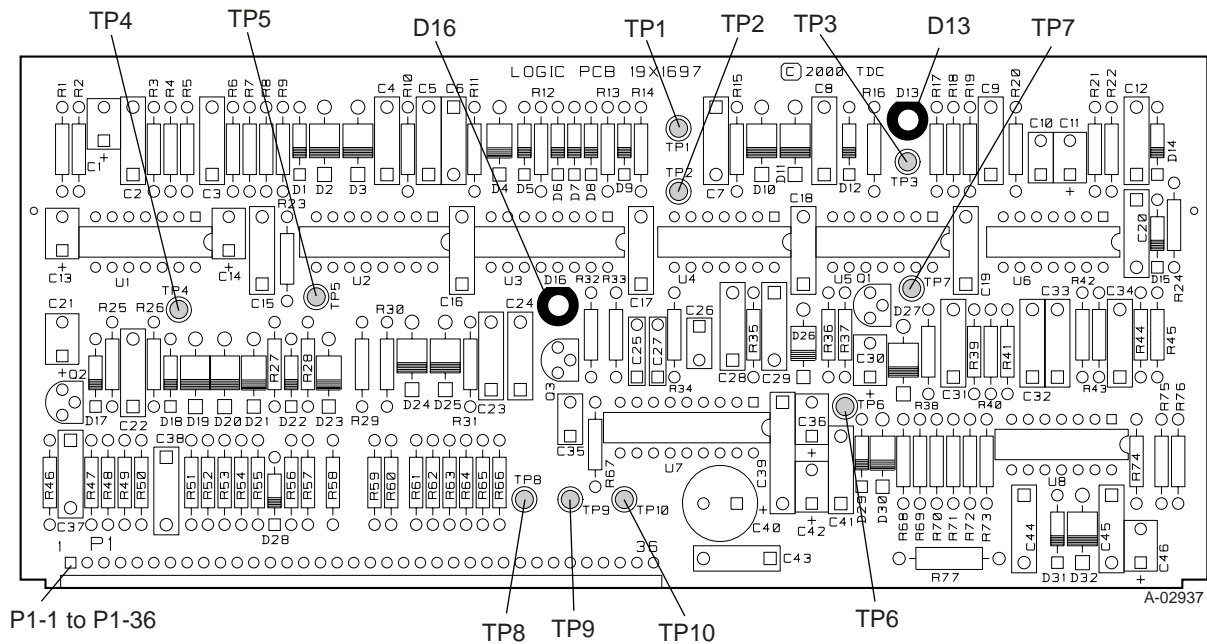 TP4 TP5 D16 TP1 TP2 TP3 D13 TP7
LOGIC PCB 19X1697 C 2000 TDC
R1 R2 R3 R4 R5 R6 R7 R8 R9 C4 R10 C5 C6 R11 R12 R13 R14 R15 C8 R16 D13 R17 R18 R19 C9 R20 C10 C11 R21 R22 C12
C1 + C2 C3 D1 D2 D3 D4 D5 D6 D7 D8 D9 TP1 C7 D10 D11 D12 TP3 + D14
TP2
R23 C18 C20
C13 + U1 C14 + C15 U2 C16 U3 D16 R32 R33 C17 U4 U5 Q1 C19 U6 R42 D15 R24
TP4 TP5 TP7
C21 R25 R26 R30 C24 C26 D27 C33 C34
+ Q2 R27 R28 Q3 C25 C27 R34 R35 D26 R36 R37 C30 + R39 R41 R44 R45
D17 C22 D18 D19 D20 D21 D22 D23 R29 D24 D25 R31 C23 C28 C29 R38 C31 R40 C32 R43 R75 R76
TP6
C38 C35 C36 +
R46 R47 R48 R49 R50 R51 R52 R53 R54 R55 R56 R57 R58 R59 R60 R61 R62 R63 R64 R65 R66 R67 U7 C39 U8 R74
C37 D28 TP8 TP9 TP10 + C40 + C42 C41 D29 D30 R68 R69 R70 R71 R72 R73 C44 C45 C46 +
1 P1 36 C43 R77 D31 D32
A-02937
P1-1 to P1-36
TP8 TP9 TP10 TP6